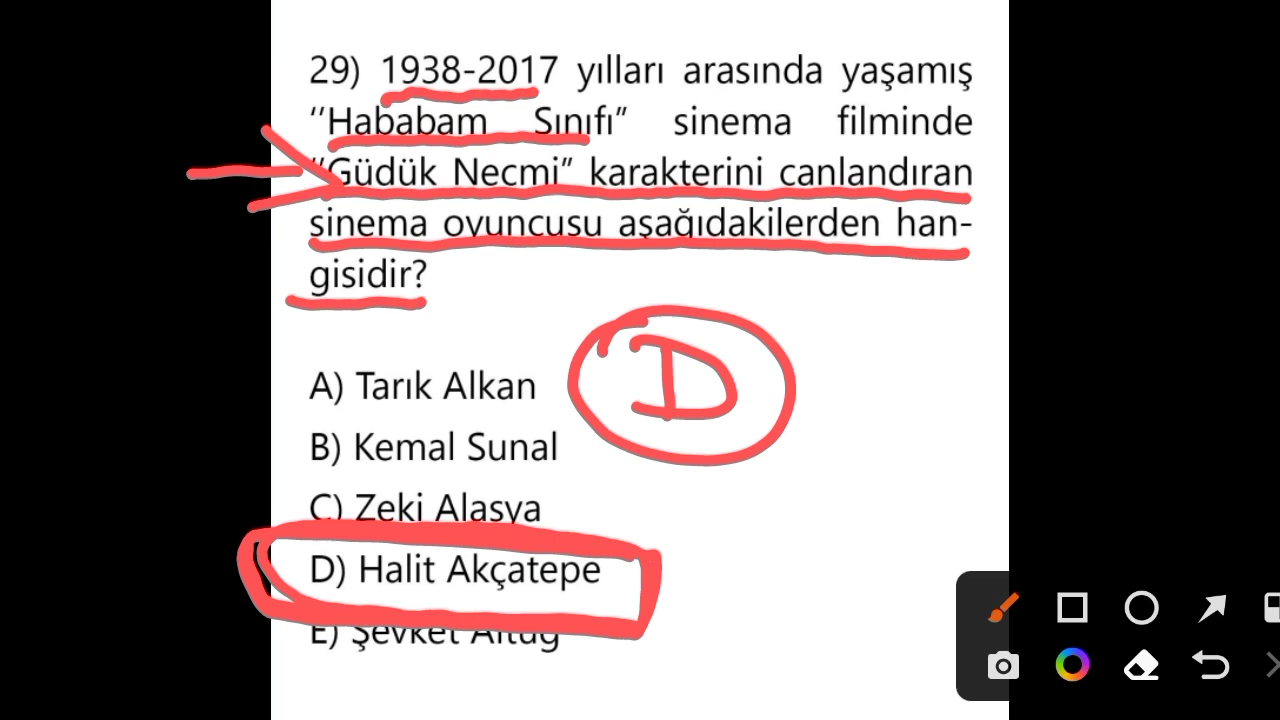 29) 1938-2017 yılları arasında yaşamış
‘’Hababam Sınıfı” sinema filminde
“Güdük Necmi” karakterini canlandıran
sinema oyuncusu aşağıdakilerden han-
gisidir?
D
A) Tarık Alkan
B) Kemal Sunal
C) Zeki Alasya
D) Halit Akçatepe
E) Şevket Altuğ